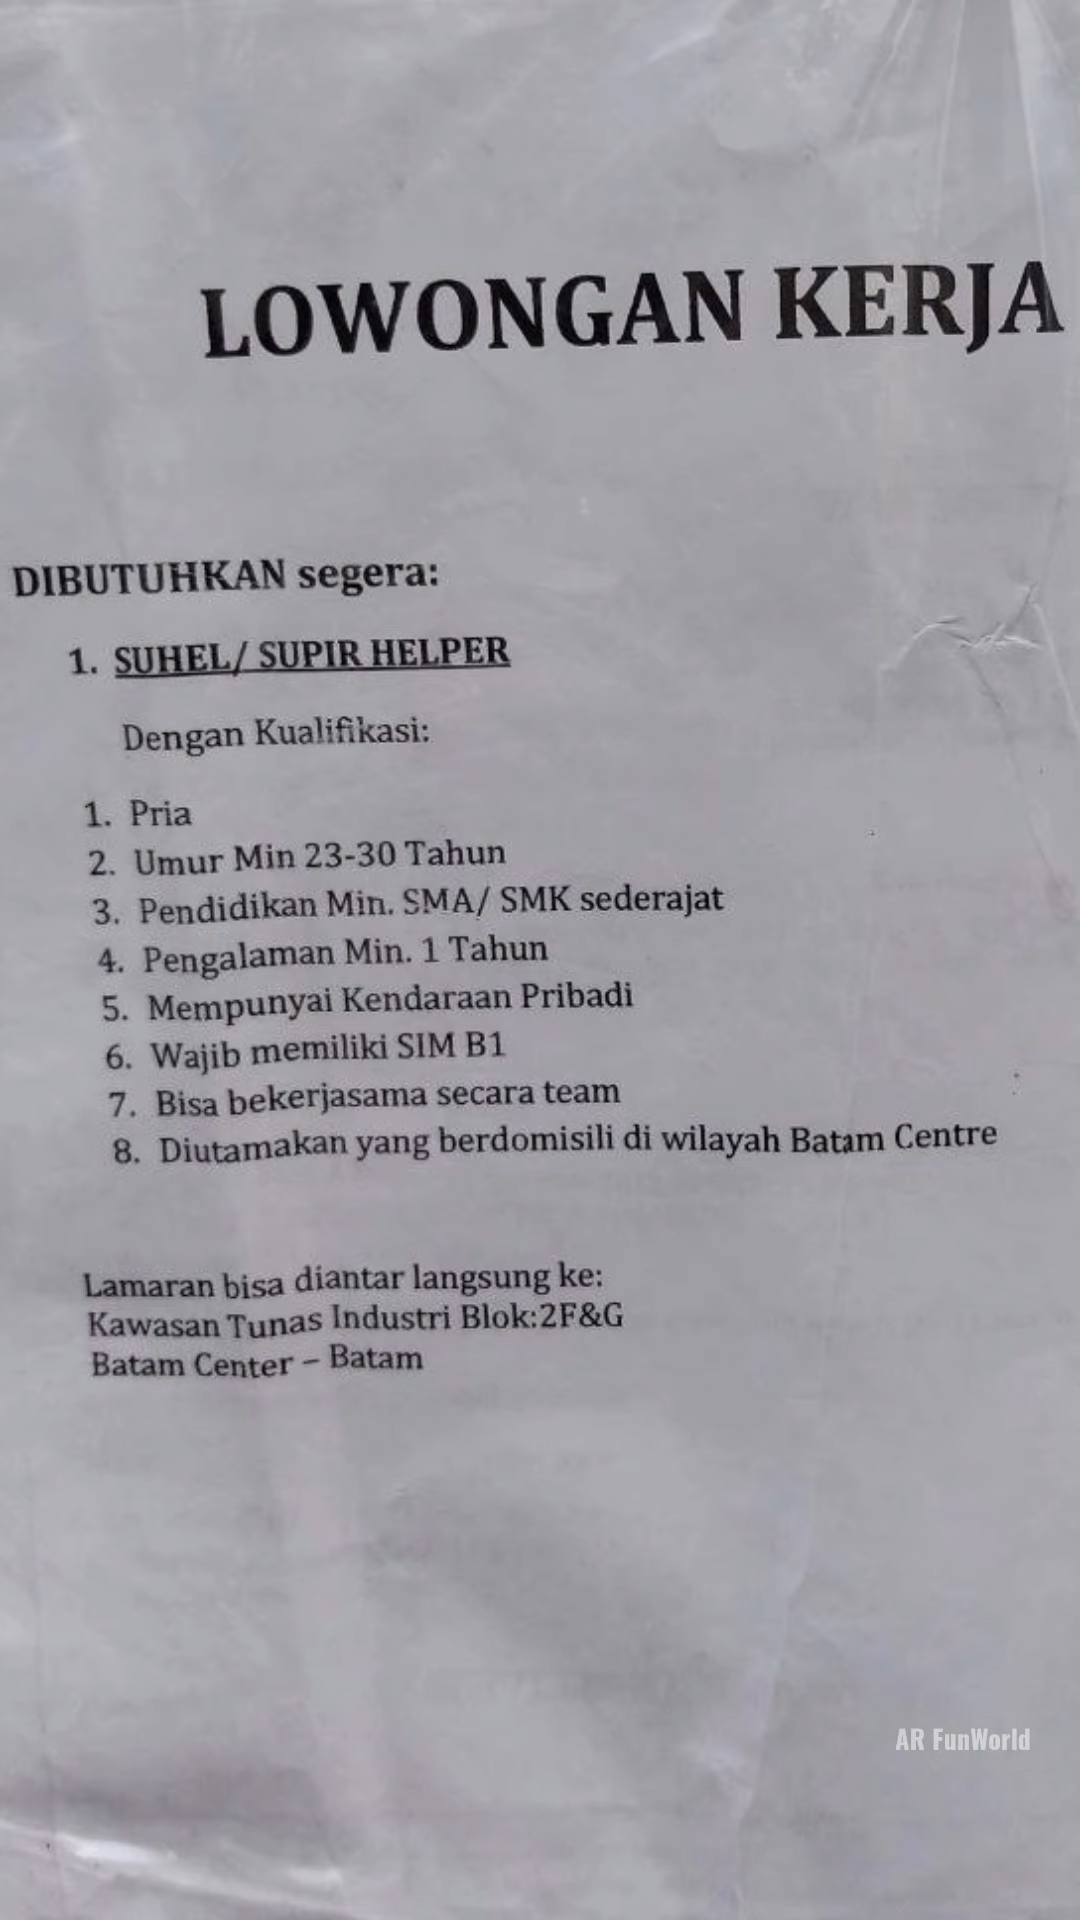 LOWONGAN KERJA
DIBUTUHKAN segera:
1. SUHEL/ SUPIR HELPER
Dengan Kualifikasi:
1. Pria
2. Umur Min 23-30 Tahun
3. Pendidikan Min. SMA/ SMK sederajat
4. Pengalaman Min. 1 Tahun
5. Mempunyai Kendaraan Pribadi
6. Wajib memiliki SIM B1
7. Bisa bekerjasama secara team
8. Diutamakan yang berdomisili di wilayah Batam Centre
Lamaran bisa diantar langsung ke:
Kawasan Tunas Industri Blok:2F&G
Batam Center – Batam
AR FunWorld